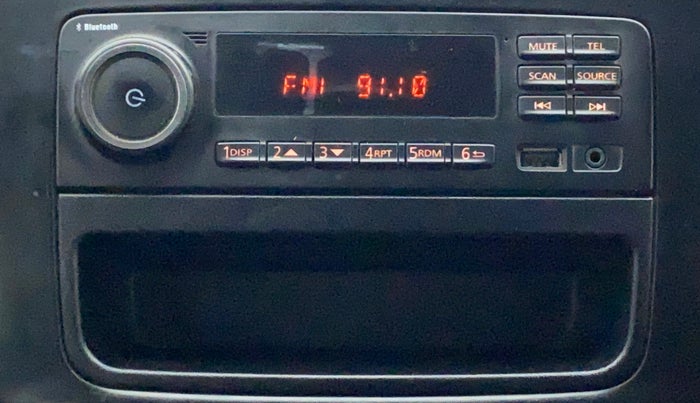 Bluetooth
FM1 91.10
MUTE TEL
SCAN SOURCE
1DISP 2 3 4RPT 5RDM 6